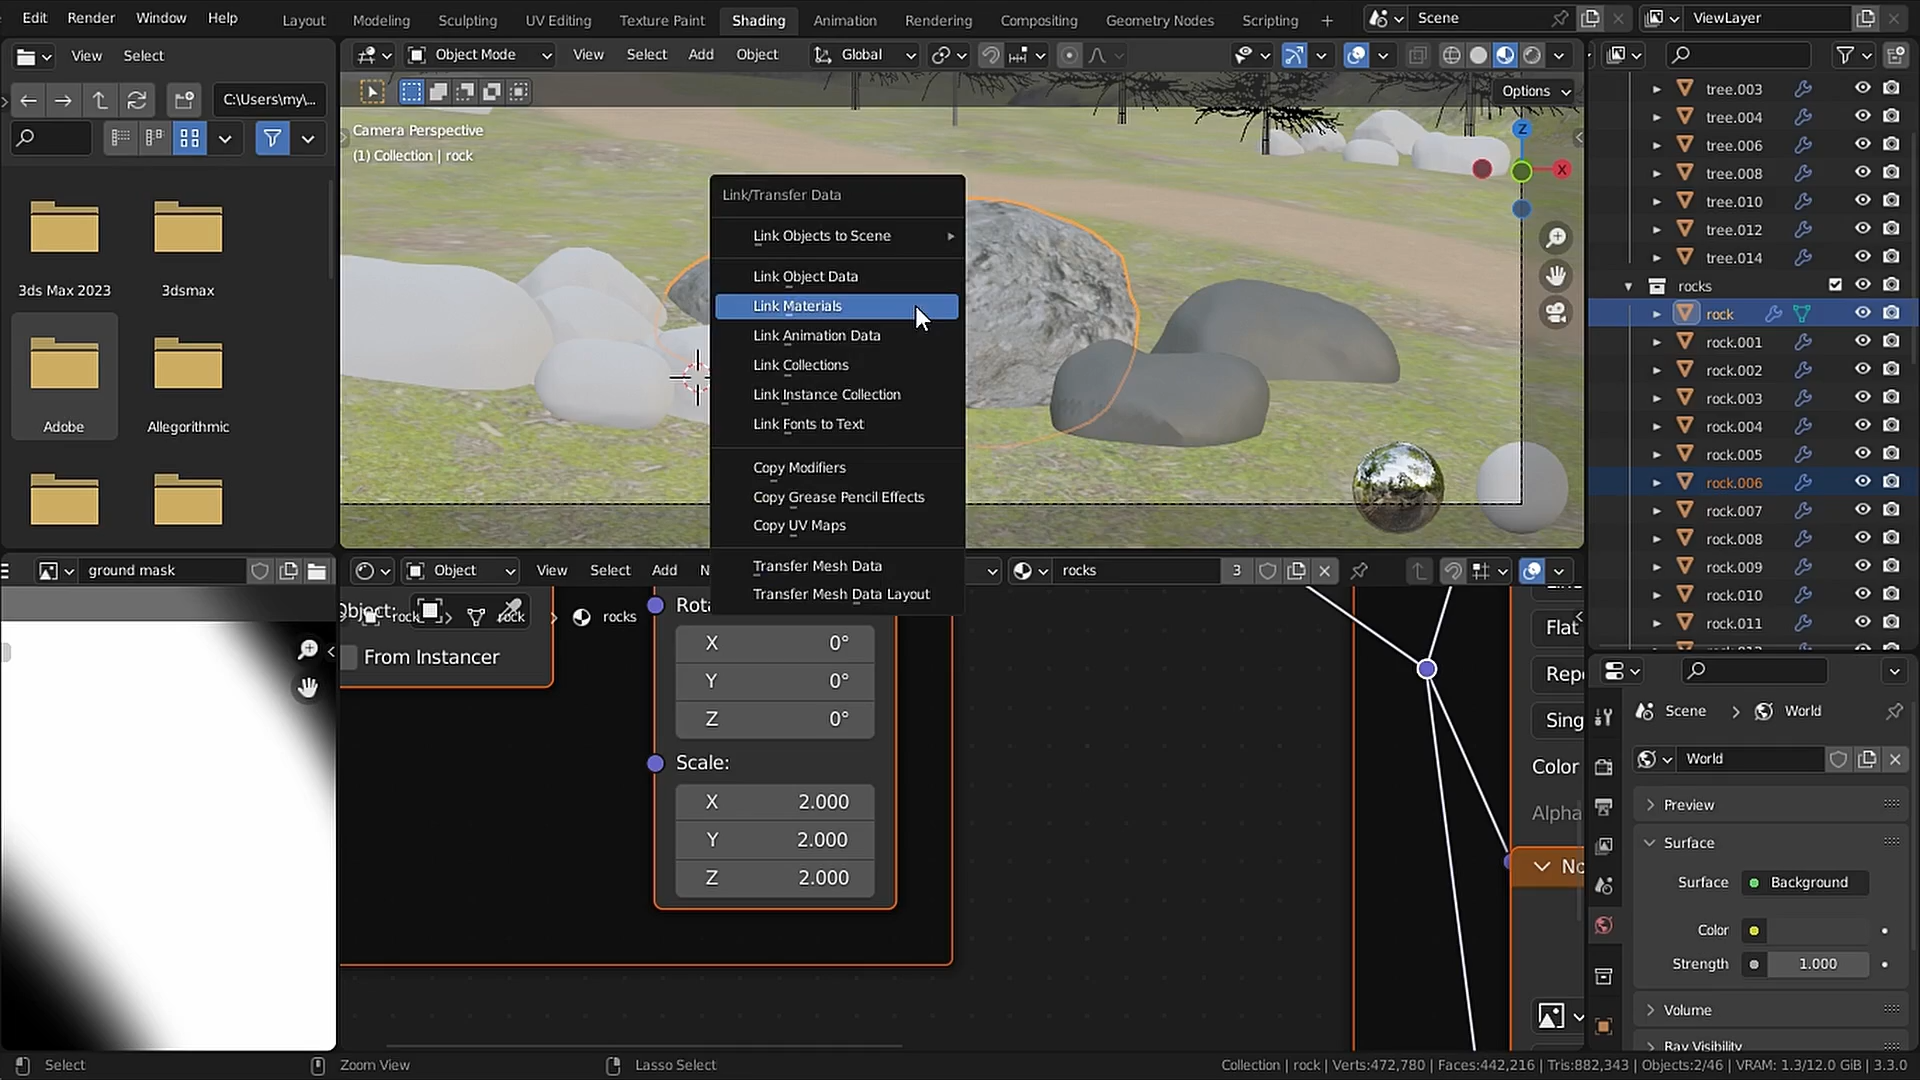 Edit Render Window Help
Layout Modeling Sculpting UV Editing Texture Paint Shading Animation Rendering Compositing Geometry Nodes Scripting +
Scene
ViewLayer
View Select
Object Mode View Select Add Object Global
C:\Users\my\...
Options
Camera Perspective
(1) Collection | rock
Z
X
3ds Max 2023
3dsmax
Adobe
Allegorithmic
Link/Transfer Data
Link Objects to Scene
Link Object Data
Link Materials
Link Animation Data
Link Collections
Link Instance Collection
Link Fonts to Text
Copy Modifiers
Copy Grease Pencil Effects
Copy UV Maps
Transfer Mesh Data
Transfer Mesh Data Layout
tree.003
tree.004
tree.006
tree.008
tree.010
tree.012
tree.014
rocks
rock
rock.001
rock.002
rock.003
rock.004
rock.005
rock.006
rock.007
rock.008
rock.009
rock.010
rock.011
ground mask
Object View Select Add N
rocks 3
rock rock rocks
From Instancer
Rota
X 0°
Y 0°
Z 0°
Scale:
X 2.000
Y 2.000
Z 2.000
Flat
Repe
Sing
Color
Alpha
No
Scene World
World
Preview
Surface
Surface Background
Color
Strength 1.000
Volume
Ray Visibility
Select
Zoom View
Lasso Select
Collection | rock | Verts:472,780 | Faces:442,216 | Tris:882,343 | Objects:2/46 | VRAM: 1.3/12.0 GiB | 3.3.0